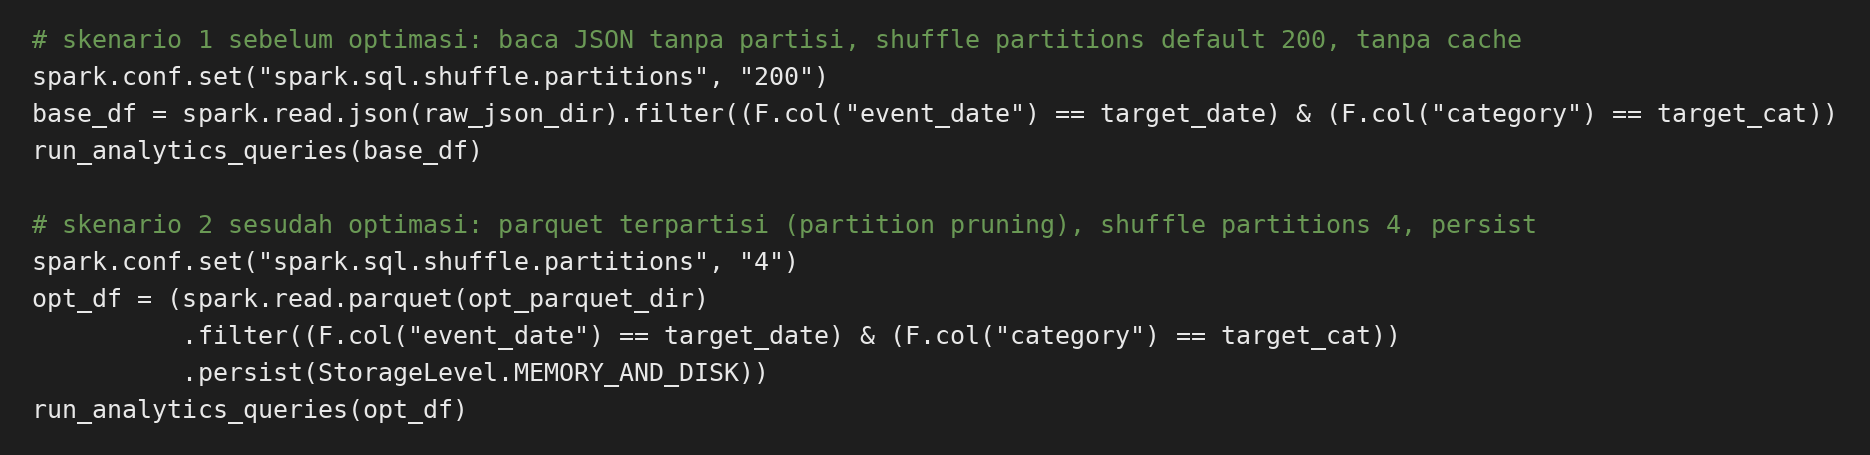 # skenario 1 sebelum optimasi: baca JSON tanpa partisi, shuffle partitions default 200, tanpa cache
spark.conf.set("spark.sql.shuffle.partitions", "200")
base_df = spark.read.json(raw_json_dir).filter((F.col("event_date") == target_date) & (F.col("category") == target_cat))
run_analytics_queries(base_df)

# skenario 2 sesudah optimasi: parquet terpartisi (partition pruning), shuffle partitions 4, persist
spark.conf.set("spark.sql.shuffle.partitions", "4")
opt_df = (spark.read.parquet(opt_parquet_dir)
          .filter((F.col("event_date") == target_date) & (F.col("category") == target_cat))
          .persist(StorageLevel.MEMORY_AND_DISK))
run_analytics_queries(opt_df)